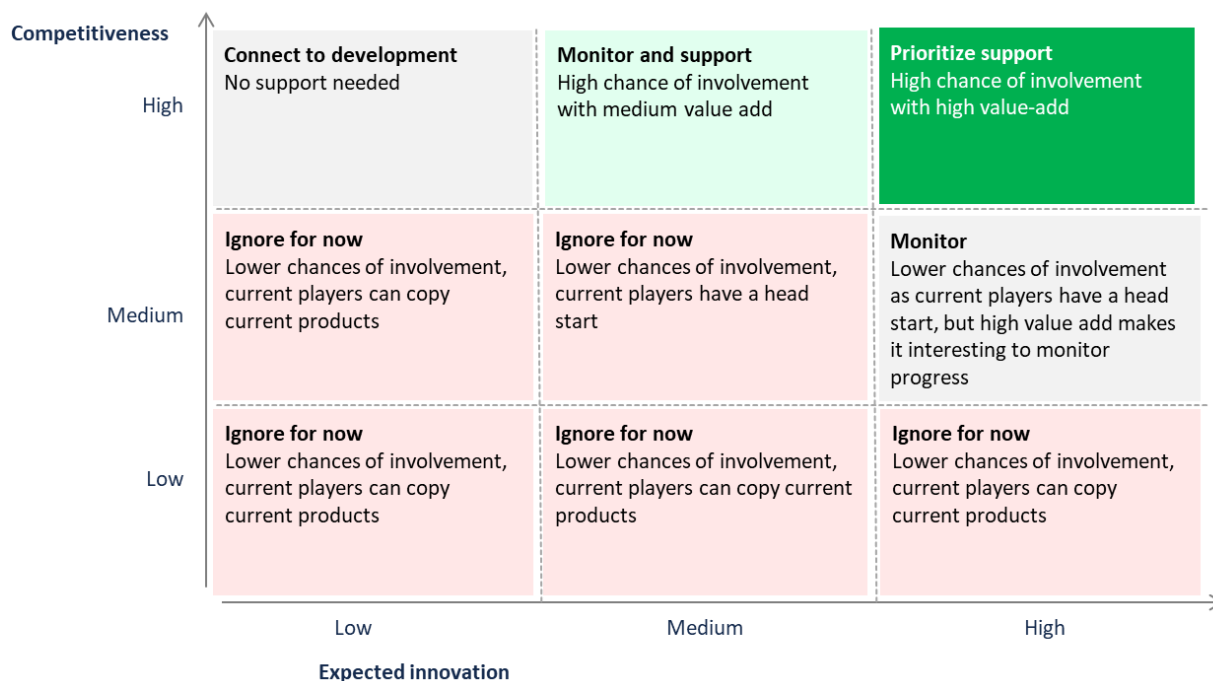 Competitiveness
High
Connect to development
No support needed
Monitor and support
High chance of involvement
with medium value add
Prioritize support
High chance of involvement
with high value-add
Medium
Ignore for now
Lower chances of involvement,
current players can copy
current products
Ignore for now
Lower chances of involvement,
current players have a head
start
Monitor
Lower chances of involvement
as current players have a head
start, but high value add makes
it interesting to monitor
progress
Low
Ignore for now
Lower chances of involvement,
current players can copy
current products
Ignore for now
Lower chances of involvement,
current players can copy current
products
Ignore for now
Lower chances of involvement,
current players can copy
current products
Low
Medium
High
Expected innovation